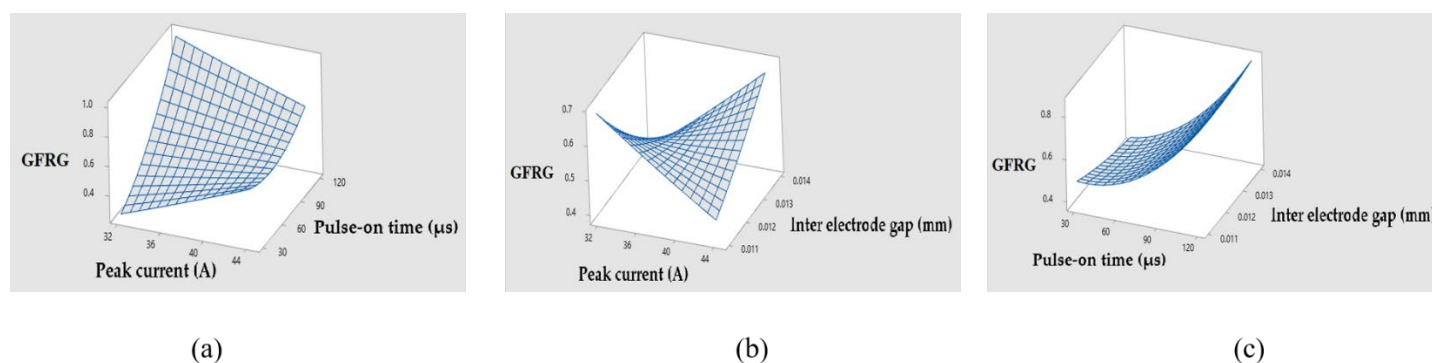 1.0
0.8
GFRG
0.6
0.4
32
36
40
44
Peak current (A)
30
60
90
120
Pulse-on time (µs)
(a)
0.7
0.6
GFRG
0.5
0.4
32
36
40
44
Peak current (A)
0.011
0.012
0.013
0.014
Inter electrode gap (mm)
(b)
0.8
GFRG
0.6
0.4
30
60
90
120
Pulse-on time (µs)
0.011
0.012
0.013
0.014
Inter electrode gap (mm)
(c)